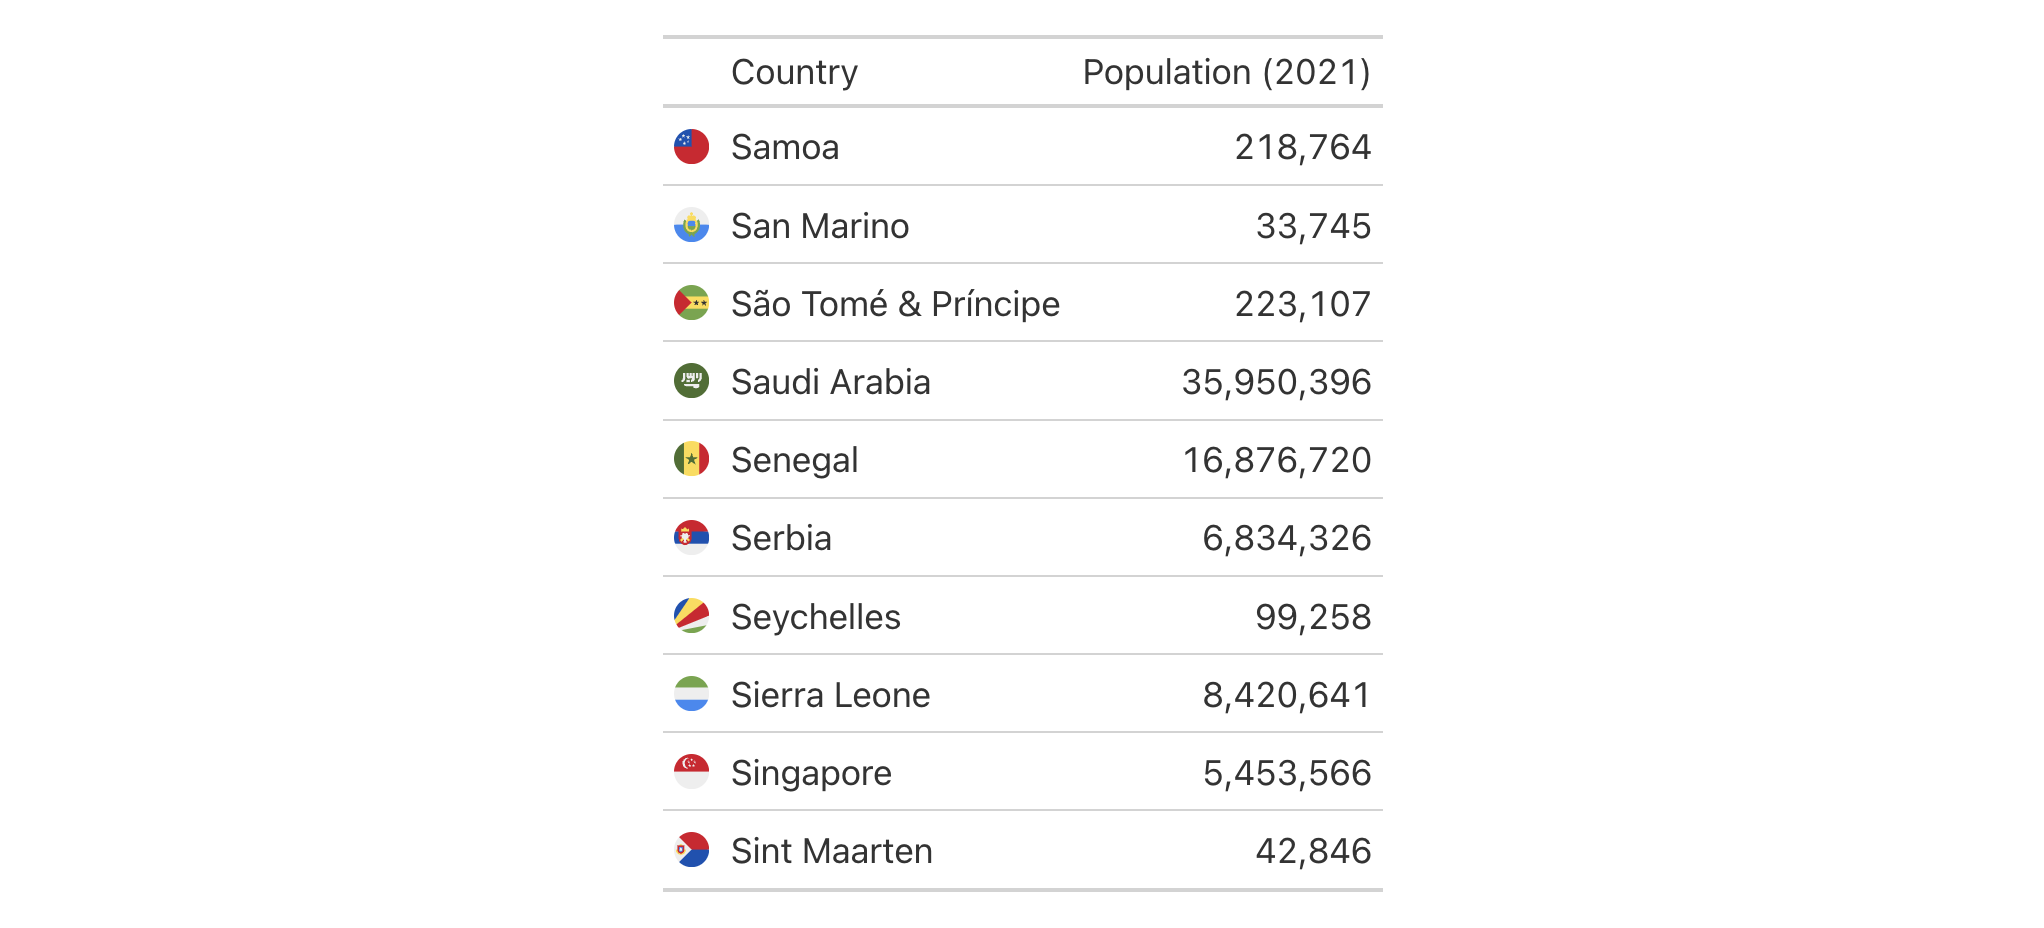 Country Population (2021)
Samoa 218,764
San Marino 33,745
São Tomé & Príncipe 223,107
Saudi Arabia 35,950,396
Senegal 16,876,720
Serbia 6,834,326
Seychelles 99,258
Sierra Leone 8,420,641
Singapore 5,453,566
Sint Maarten 42,846